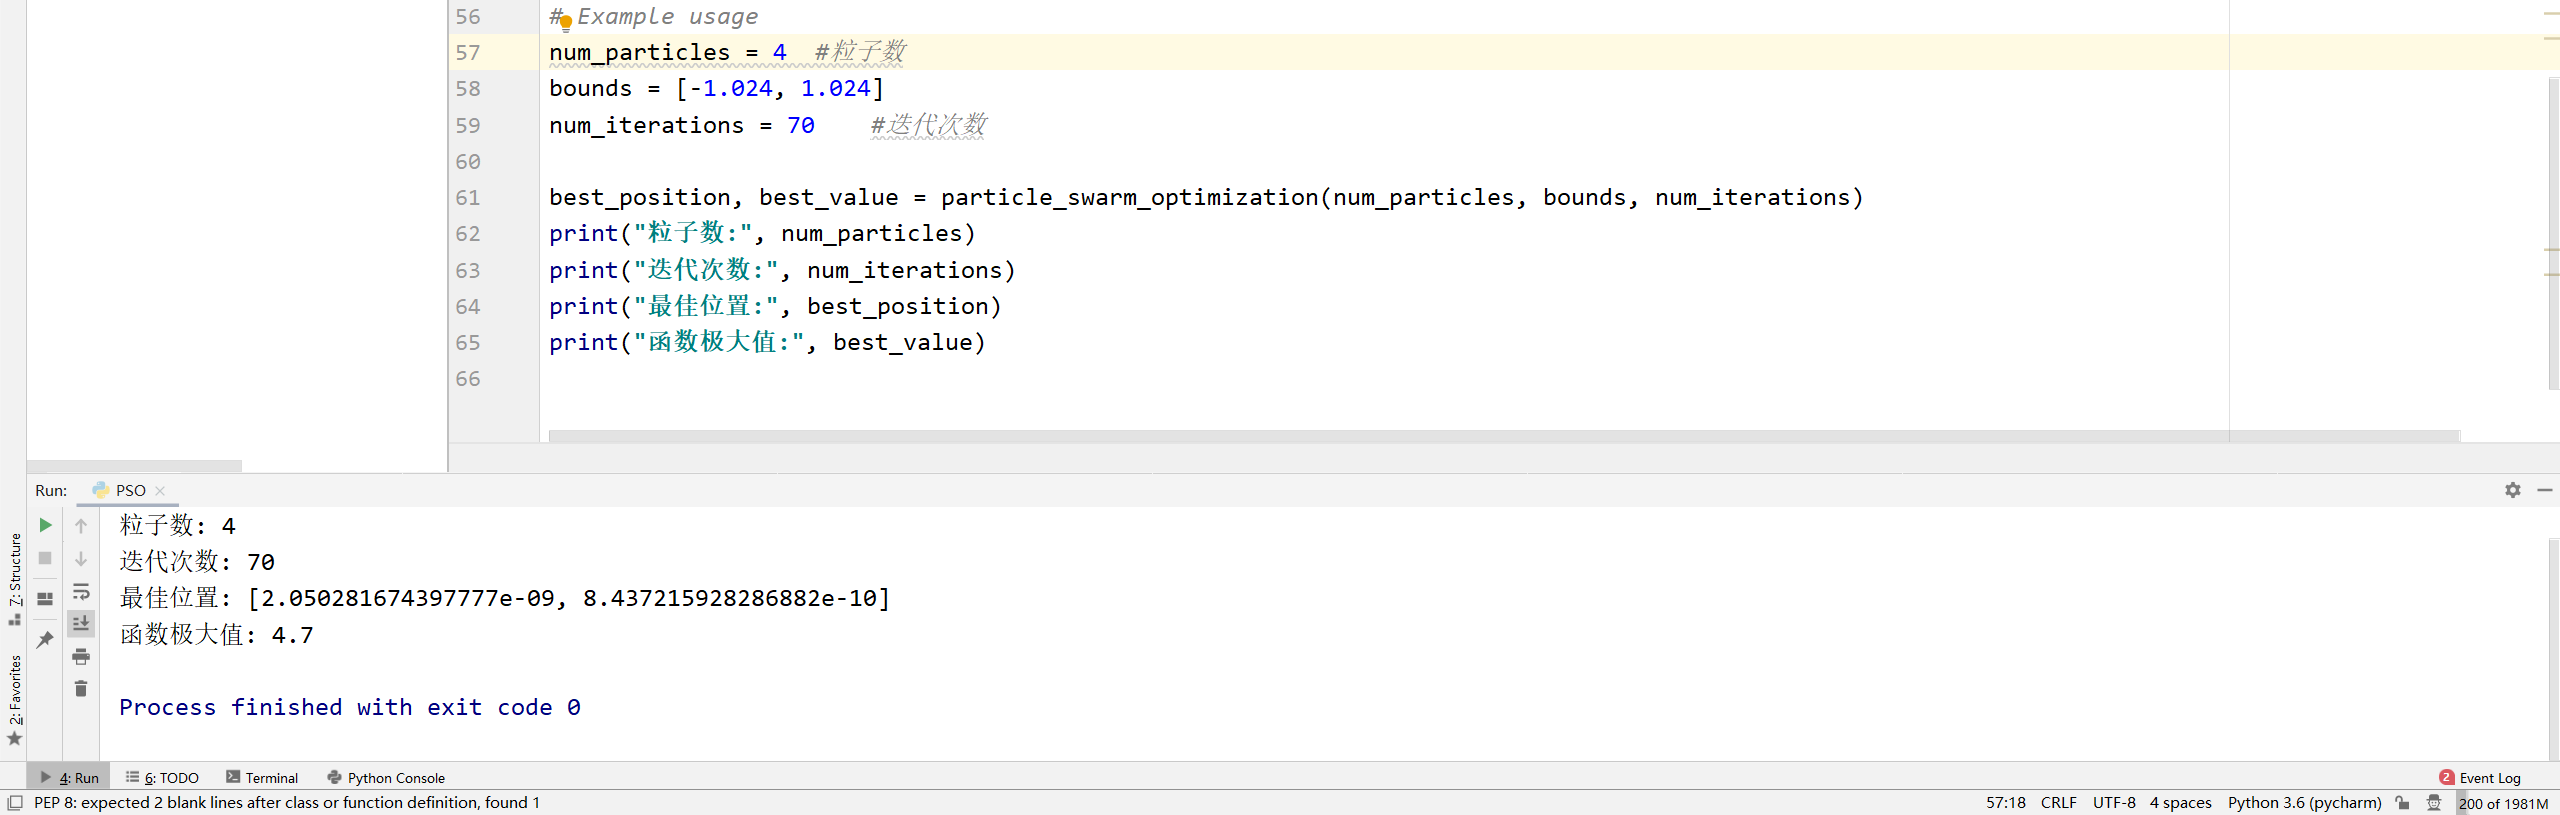 56 # Example usage
57 num_particles = 4  #粒子数
58 bounds = [-1.024, 1.024]
59 num_iterations = 70    #迭代次数
60
61 best_position, best_value = particle_swarm_optimization(num_particles, bounds, num_iterations)
62 print("粒子数:", num_particles)
63 print("迭代次数:", num_iterations)
64 print("最佳位置:", best_position)
65 print("函数极大值:", best_value)
66
Run: PSO
粒子数: 4
迭代次数: 70
最佳位置: [2.050281674397777e-09, 8.437215928286882e-10]
函数极大值: 4.7
Process finished with exit code 0
7: Structure
2: Favorites
4: Run 6: TODO Terminal Python Console 2 Event Log
PEP 8: expected 2 blank lines after class or function definition, found 1 57:18 CRLF UTF-8 4 spaces Python 3.6 (pycharm) 200 of 1981M